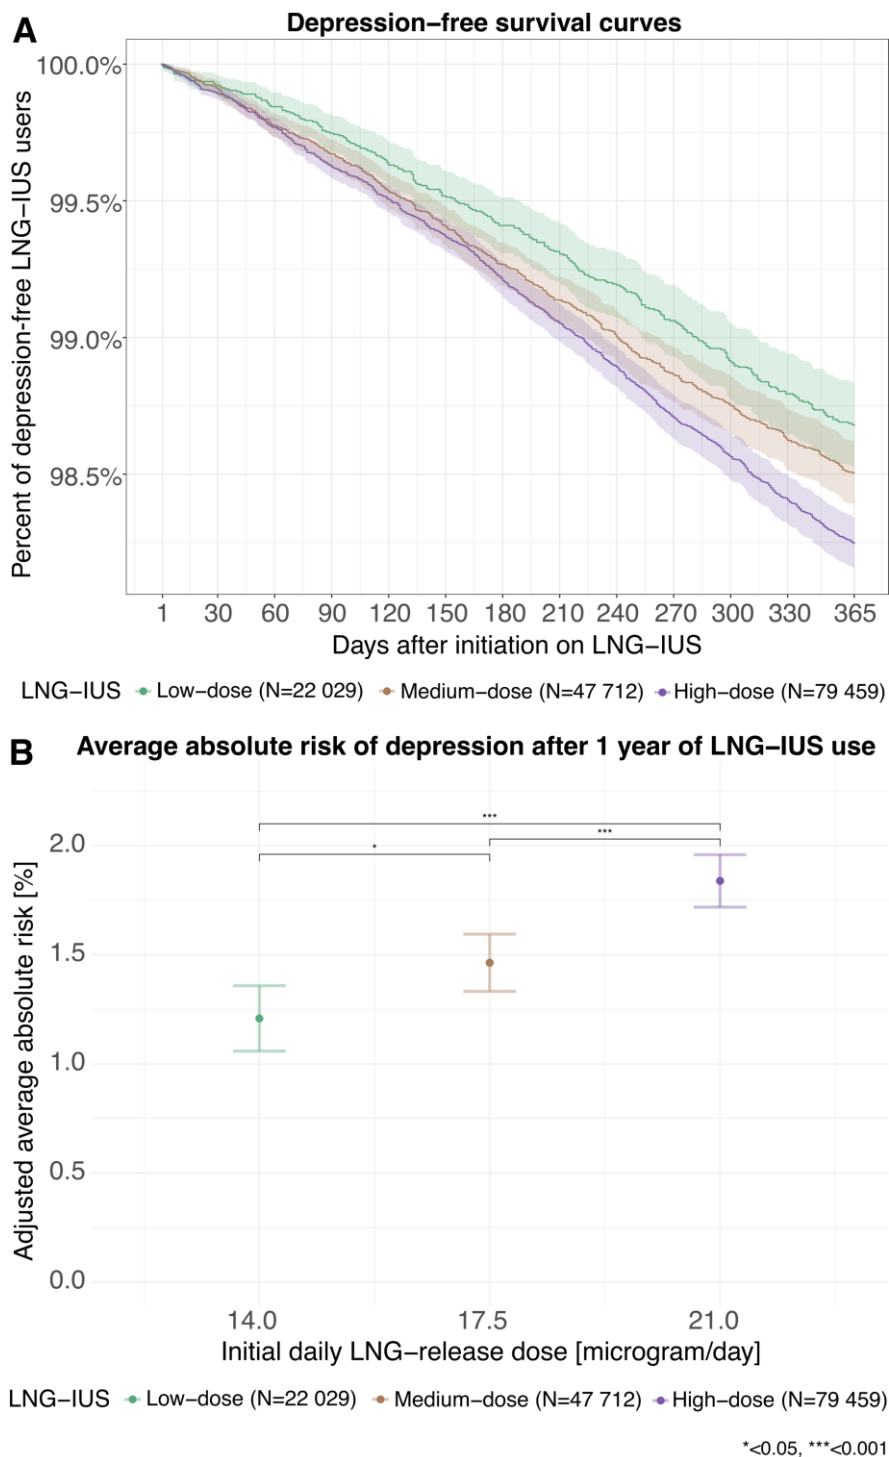 A
Depression−free survival curves
Percent of depression-free LNG−IUS users
100.0%
99.5%
99.0%
98.5%
1 30 60 90 120 150 180 210 240 270 300 330 365
Days after initiation on LNG−IUS
LNG−IUS Low−dose (N=22 029) Medium−dose (N=47 712) High−dose (N=79 459)
B
Average absolute risk of depression after 1 year of LNG−IUS use
Adjusted average absolute risk [%]
***
***
*
2.0
1.5
1.0
0.5
0.0
14.0 17.5 21.0
Initial daily LNG−release dose [microgram/day]
LNG−IUS Low−dose (N=22 029) Medium−dose (N=47 712) High−dose (N=79 459)
*<0.05, ***<0.001